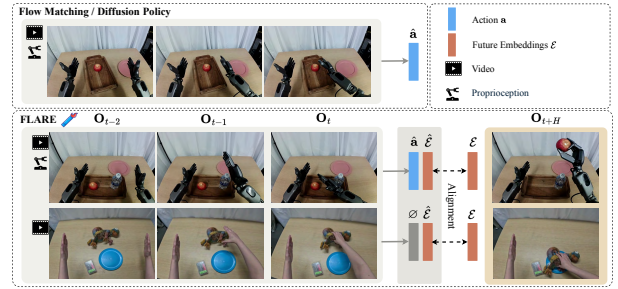 Flow Matching / Diffusion Policy
â
Action a
Future Embeddings ℰ
Video
Proprioception
FLARE
O_{t−2}
O_{t−1}
O_t
O_{t+H}
â ℰ̂
ℰ
Alignment
∅ ℰ̂
ℰ